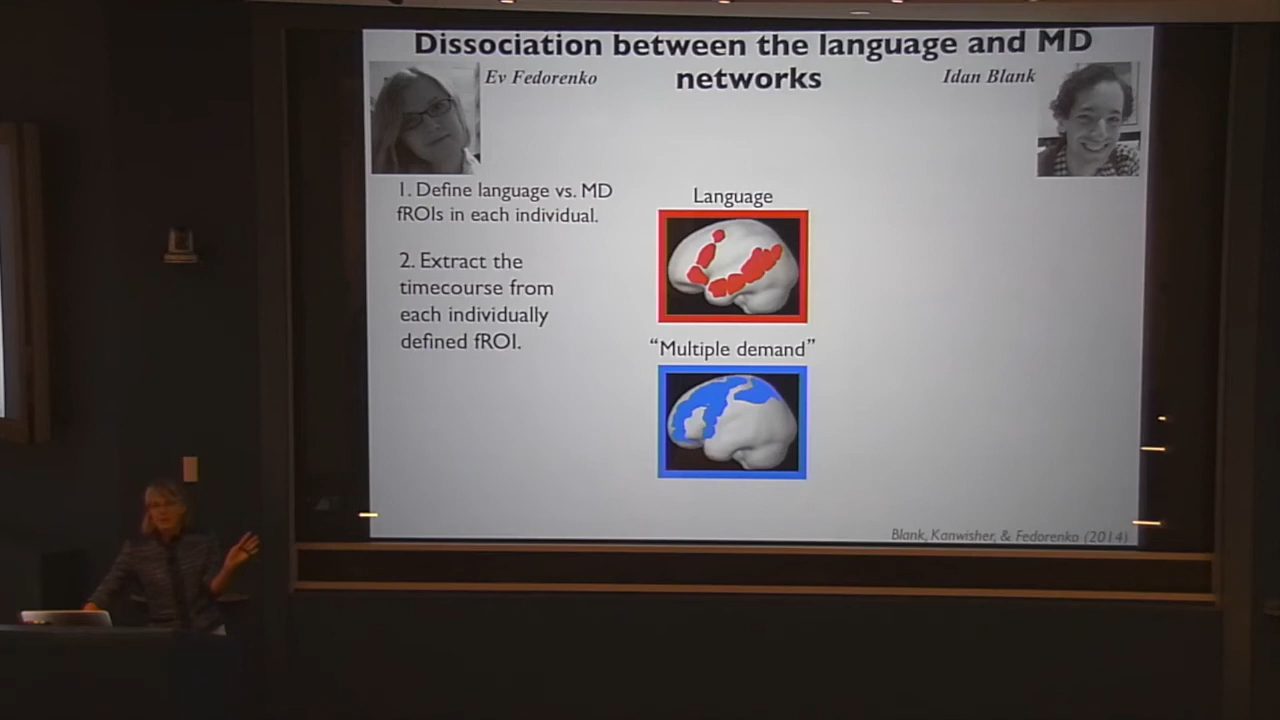 Dissociation between the language and MD
networks
Ev Fedorenko
Idan Blank
1. Define language vs. MD
fROIs in each individual.
2. Extract the
timecourse from
each individually
defined fROI.
Language
“Multiple demand”
Blank, Kanwisher, & Fedorenko (2014)